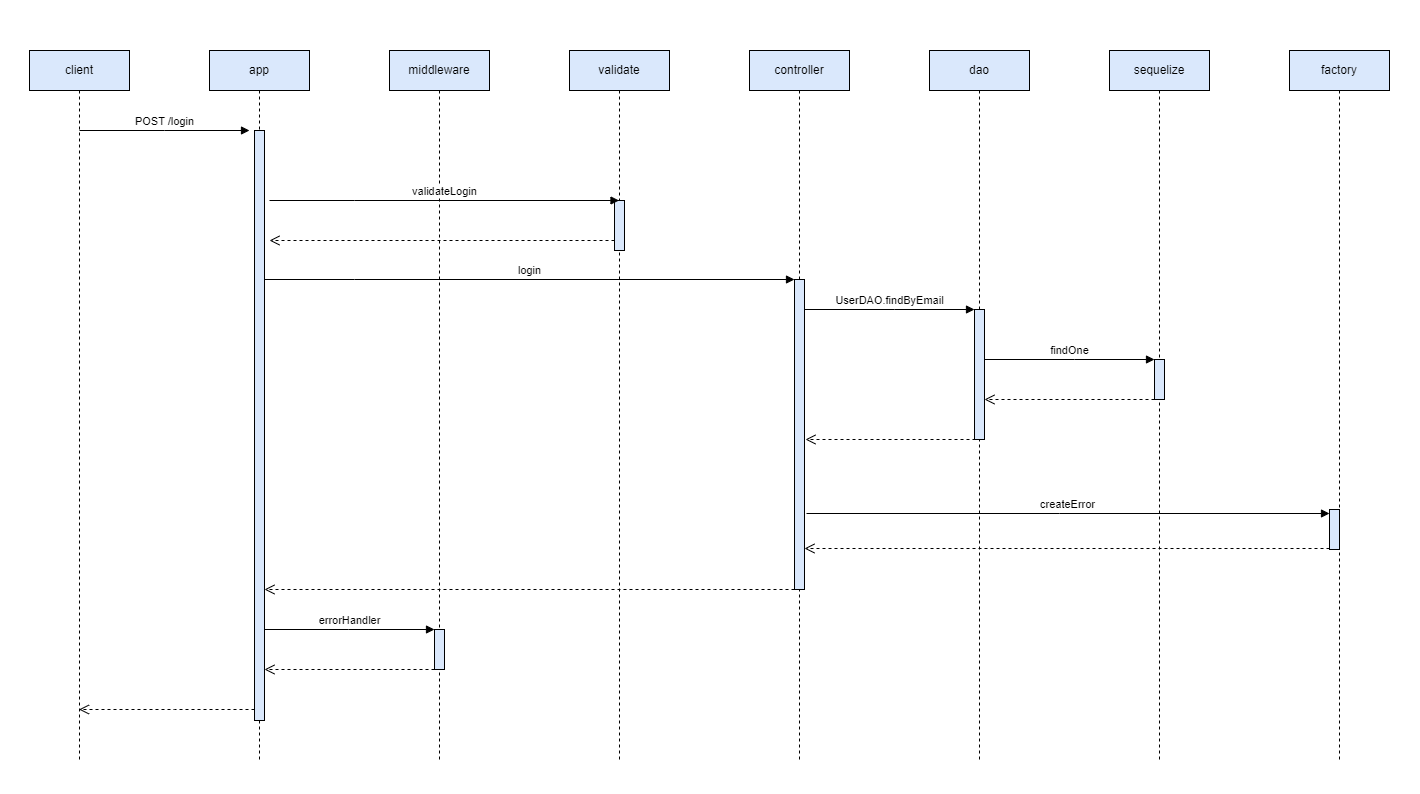 client
app
middleware
validate
controller
dao
sequelize
factory
POST /login
validateLogin
login
UserDAO.findByEmail
findOne
createError
errorHandler